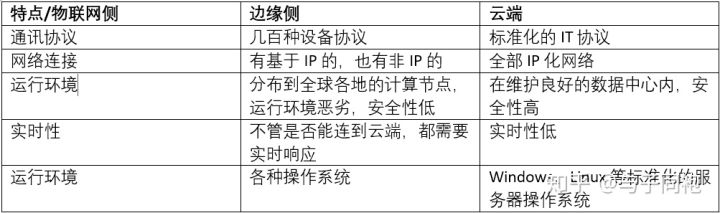 特点/物联网侧 边缘侧 云端
通讯协议 几百种设备协议 标准化的 IT 协议
网络连接 有基于 IP 的，也有非 IP 的 全部 IP 化网络
运行环境 分布到全球各地的计算节点， 在维护良好的数据中心内，安
运行环境恶劣，安全性低 全性高
实时性 不管是否能连到云端，都需要 实时性低
实时响应
运行环境 各种操作系统 Windows、Linux 等标准化的服
务器操作系统
知乎 @与子同袍